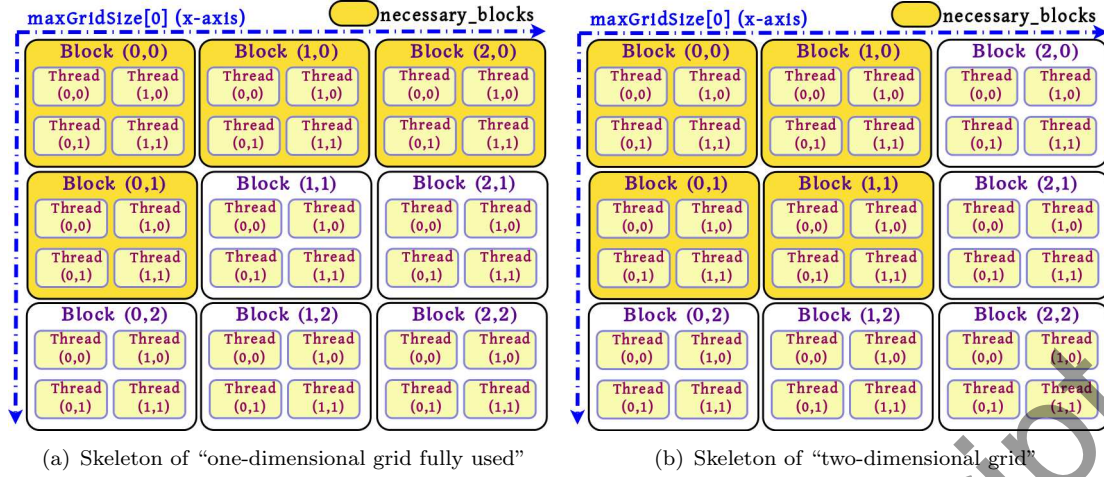 maxGridSize[0] (x-axis) necessary_blocks
Block (0,0) Block (1,0) Block (2,0)
Thread Thread Thread Thread Thread Thread
(0,0) (1,0) (0,0) (1,0) (0,0) (1,0)
Thread Thread Thread Thread Thread Thread
(0,1) (1,1) (0,1) (1,1) (0,1) (1,1)
Block (0,1) Block (1,1) Block (2,1)
Thread Thread Thread Thread Thread Thread
(0,0) (1,0) (0,0) (1,0) (0,0) (1,0)
Thread Thread Thread Thread Thread Thread
(0,1) (1,1) (0,1) (1,1) (0,1) (1,1)
Block (0,2) Block (1,2) Block (2,2)
Thread Thread Thread Thread Thread Thread
(0,0) (1,0) (0,0) (1,0) (0,0) (1,0)
Thread Thread Thread Thread Thread Thread
(0,1) (1,1) (0,1) (1,1) (0,1) (1,1)
(a) Skeleton of “one-dimensional grid fully used”
maxGridSize[0] (x-axis) necessary_blocks
Block (0,0) Block (1,0) Block (2,0)
Thread Thread Thread Thread Thread Thread
(0,0) (1,0) (0,0) (1,0) (0,0) (1,0)
Thread Thread Thread Thread Thread Thread
(0,1) (1,1) (0,1) (1,1) (0,1) (1,1)
Block (0,1) Block (1,1) Block (2,1)
Thread Thread Thread Thread Thread Thread
(0,0) (1,0) (0,0) (1,0) (0,0) (1,0)
Thread Thread Thread Thread Thread Thread
(0,1) (1,1) (0,1) (1,1) (0,1) (1,1)
Block (0,2) Block (1,2) Block (2,2)
Thread Thread Thread Thread Thread Thread
(0,0) (1,0) (0,0) (1,0) (0,0) (1,0)
Thread Thread Thread Thread Thread Thread
(0,1) (1,1) (0,1) (1,1) (0,1) (1,1)
(b) Skeleton of “two-dimensional grid”